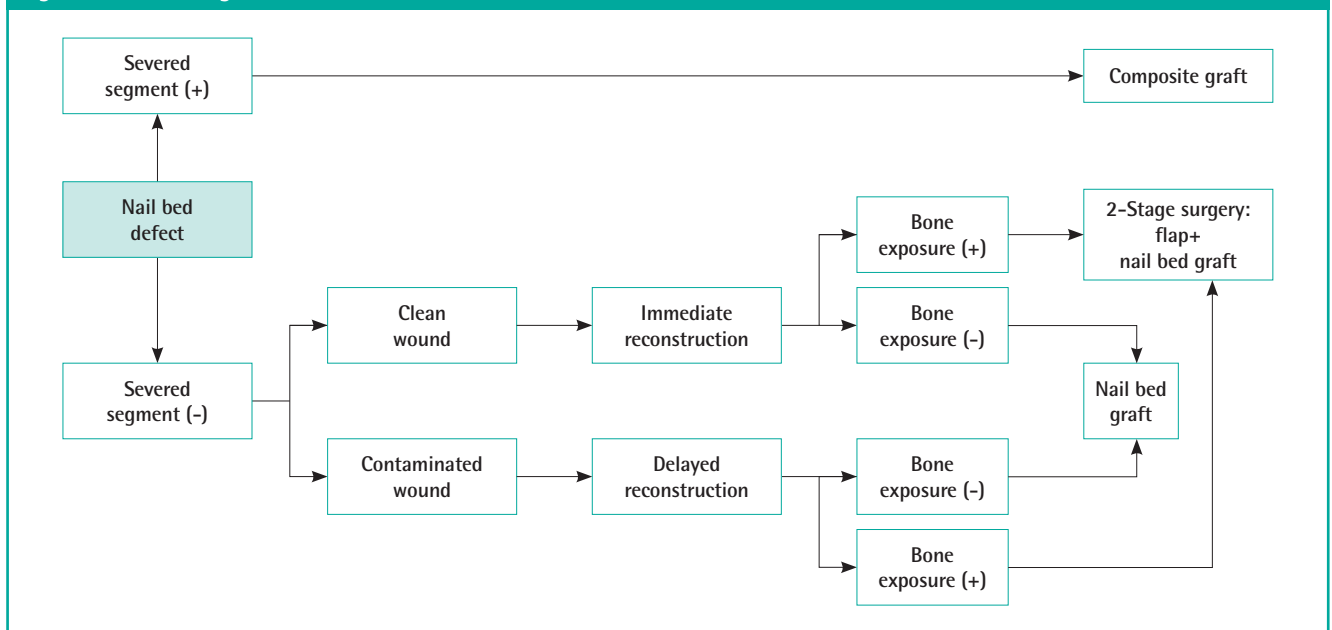 Severed
segment (+)
Composite graft
Nail bed
defect
Bone
exposure (+)
2-Stage surgery:
flap+
nail bed graft
Clean
wound
Immediate
reconstruction
Bone
exposure (-)
Severed
segment (-)
Nail bed
graft
Contaminated
wound
Delayed
reconstruction
Bone
exposure (-)
Bone
exposure (+)